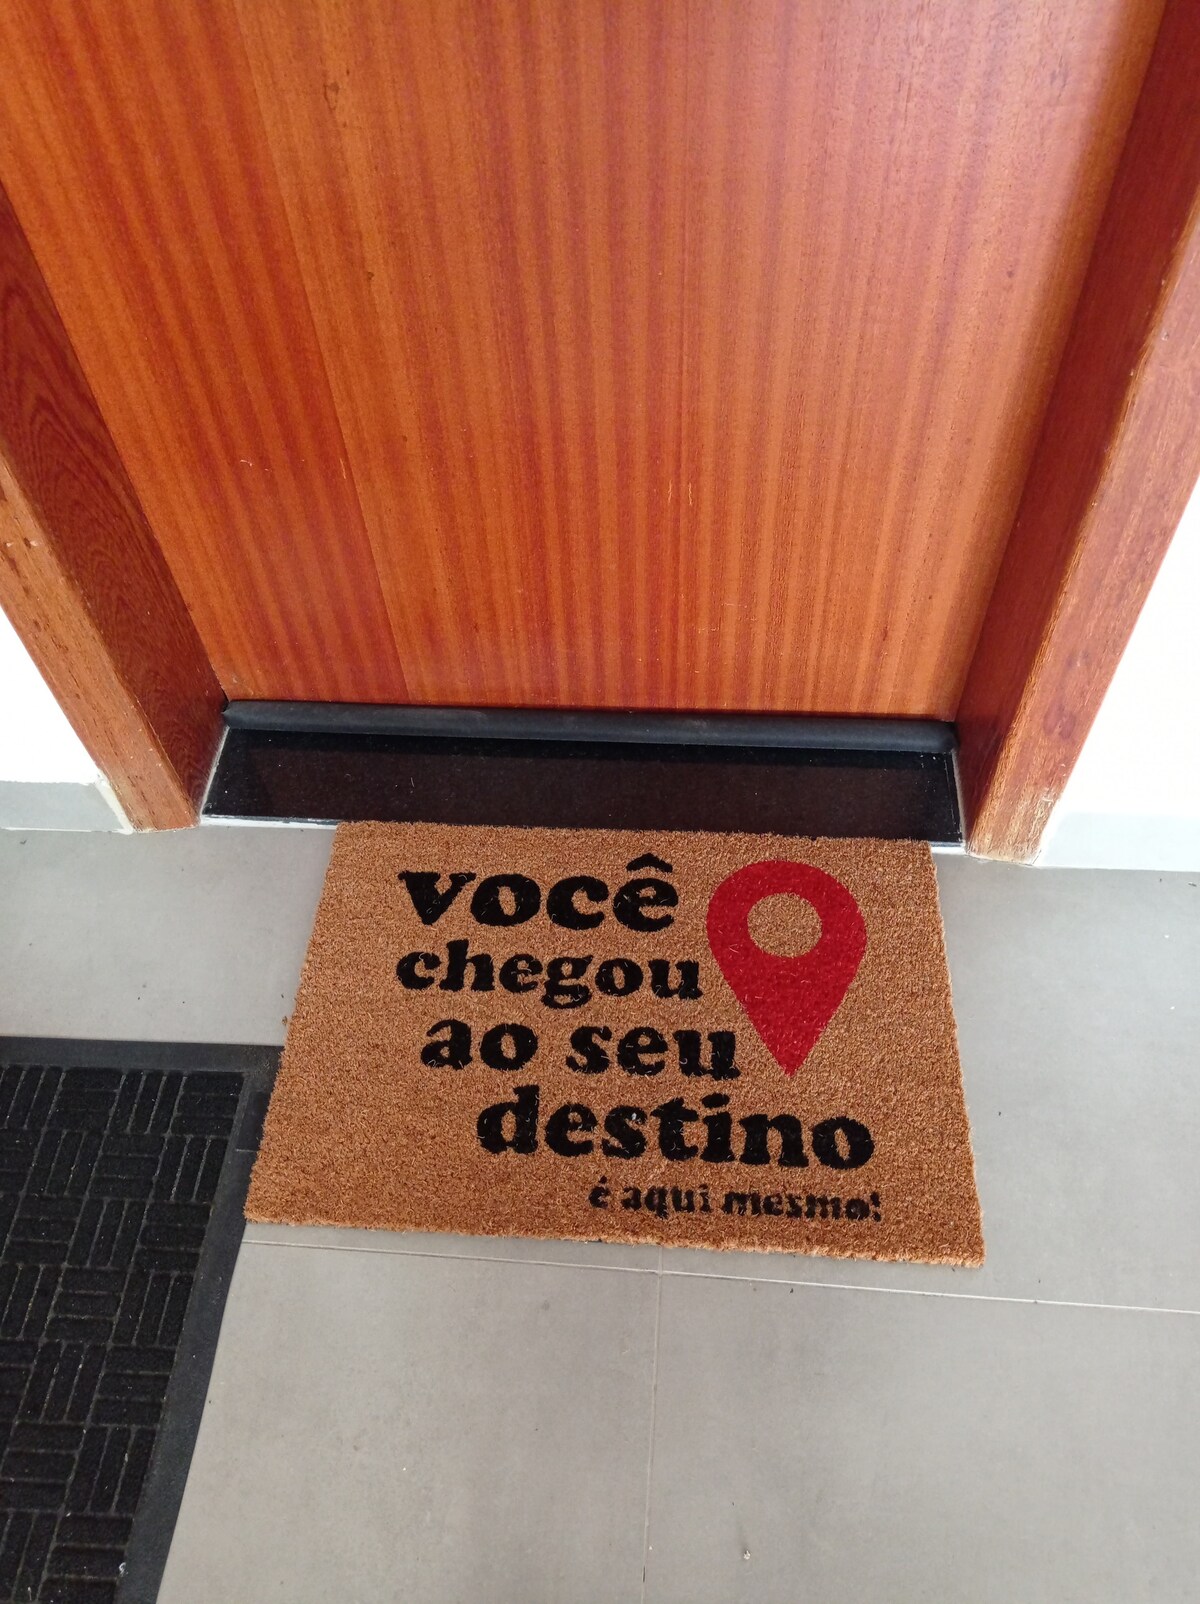 você
chegou
ao seu
destino
é aqui mesmo!